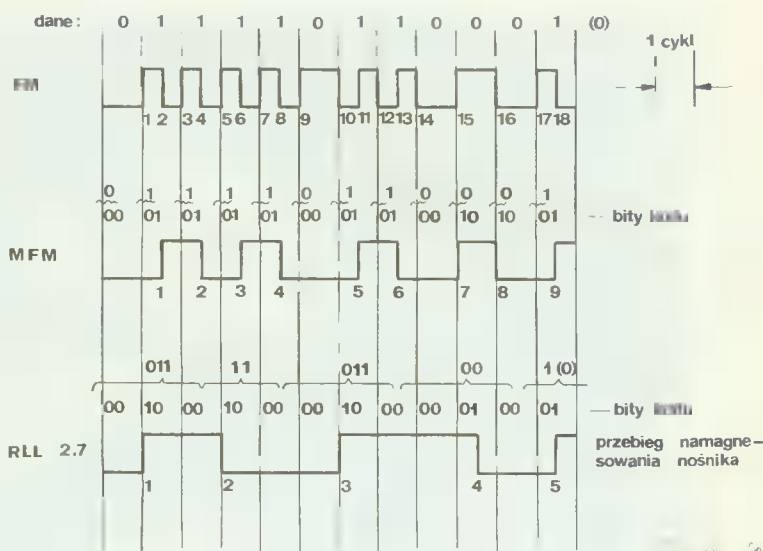 dane: 0 1 1 1 1 0 1 1 0 0 0 1 (0)
1 cykl
FM
1 2 3 4 5 6 7 8 9 10 11 12 13 14 15 16 17 18
0 1 1 1 1 0 1 1 0 0 0 1
00 01 01 01 01 00 01 01 00 10 10 01 -- bity kodu
MFM
1 2 3 4 5 6 7 8 9
011 11 011 00 1(0)
00 10 00 10 00 00 10 00 00 01 00 01 — bity kodu
RLL 2.7
przebieg namagne-
sowania nośnika
1 2 3 4 5